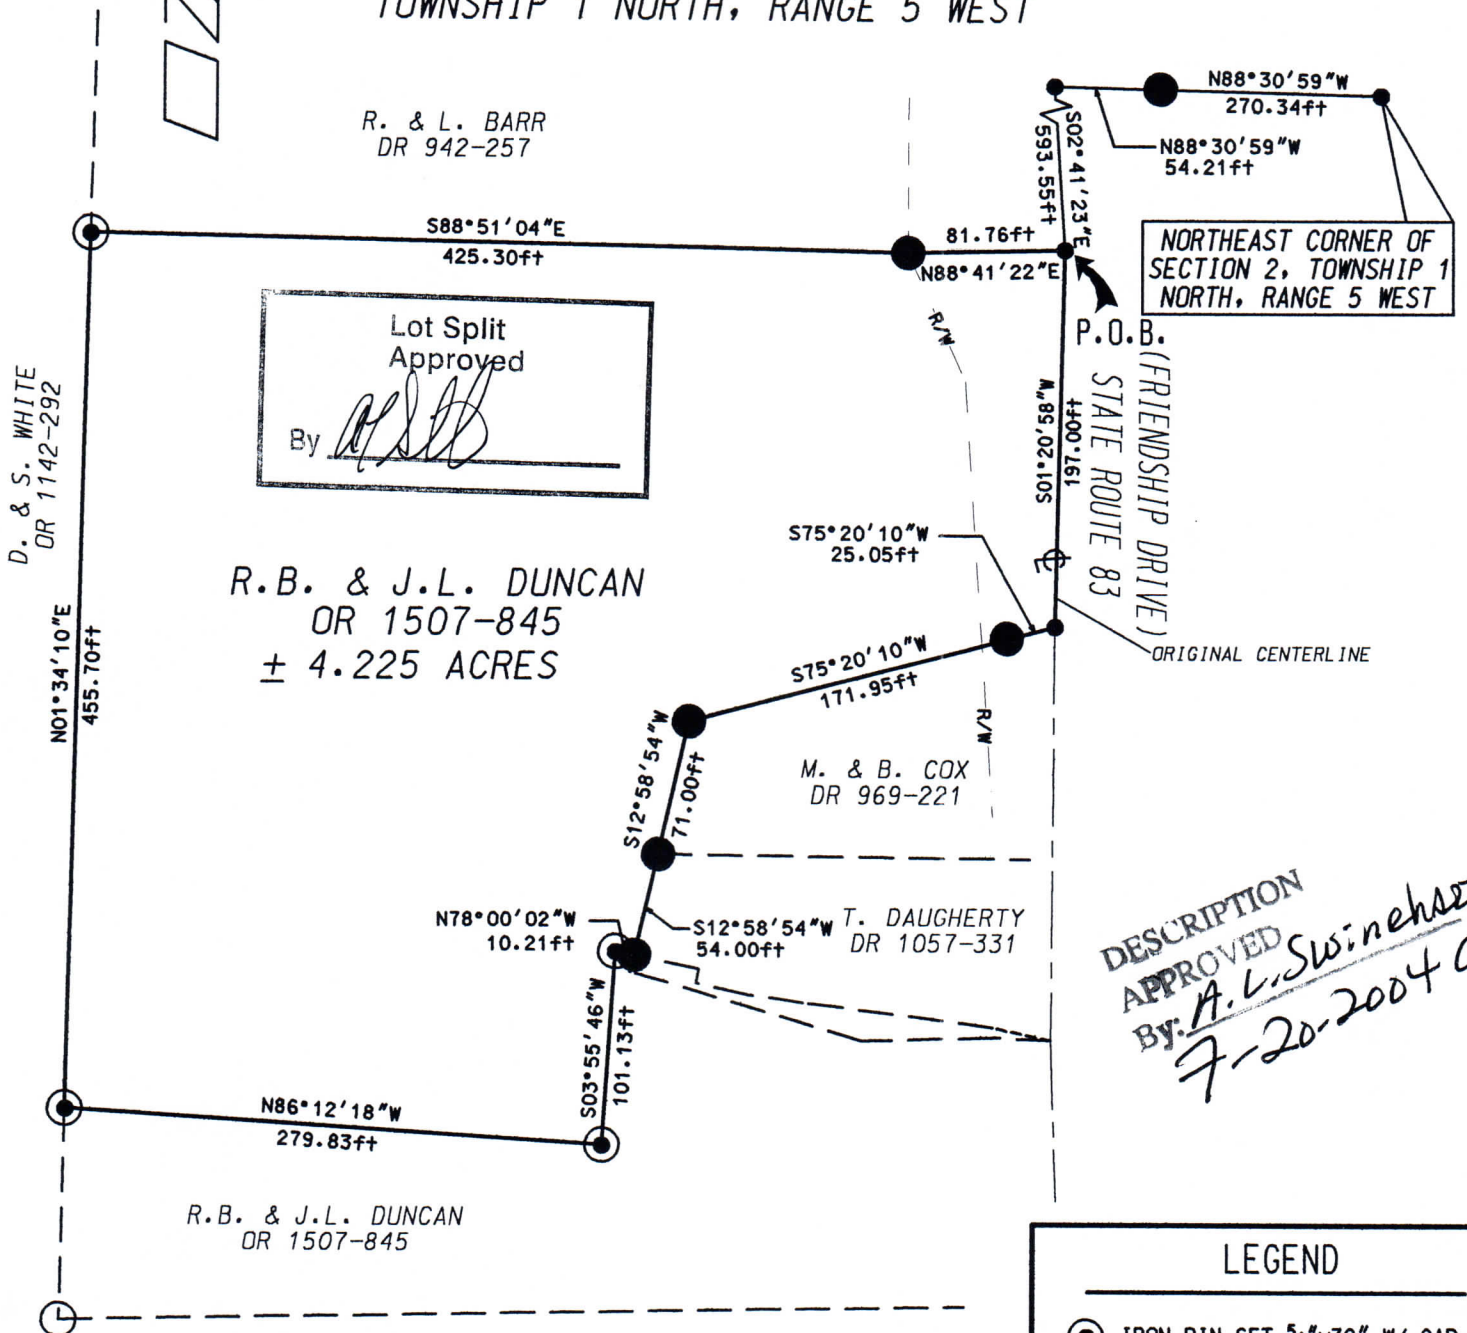 TOWNSHIP 1 NORTH, RANGE 5 WEST
N88°30'59"W
270.34ft
N88°30'59"W
54.21ft
S02°41'23"E
593.55ft
R. & L. BARR
DR 942-257
S88°51'04"E
425.30ft
81.76ft
N88°41'22"E
NORTHEAST CORNER OF
SECTION 2, TOWNSHIP 1
NORTH, RANGE 5 WEST
P.O.B.
Lot Split
Approved
By
R/W
S01°20'58"W
197.00ft
STATE ROUTE 83
(FRIENDSHIP DRIVE)
D. & S. WHITE
OR 1142-292
S75°20'10"W
25.05ft
R.B. & J.L. DUNCAN
OR 1507-845
± 4.225 ACRES
N01°34'10"E
455.70ft
ORIGINAL CENTERLINE
S75°20'10"W
171.95ft
R/W
S12°58'54"W
71.00ft
M. & B. COX
DR 969-221
N78°00'02"W
10.21ft
S12°58'54"W
54.00ft
T. DAUGHERTY
DR 1057-331
DESCRIPTION
APPROVED
By: A.L. Swinehar
7-20-2004
S03°55'46"W
101.13ft
N86°12'18"W
279.83ft
R.B. & J.L. DUNCAN
OR 1507-845
LEGEND
IRON PIN SET